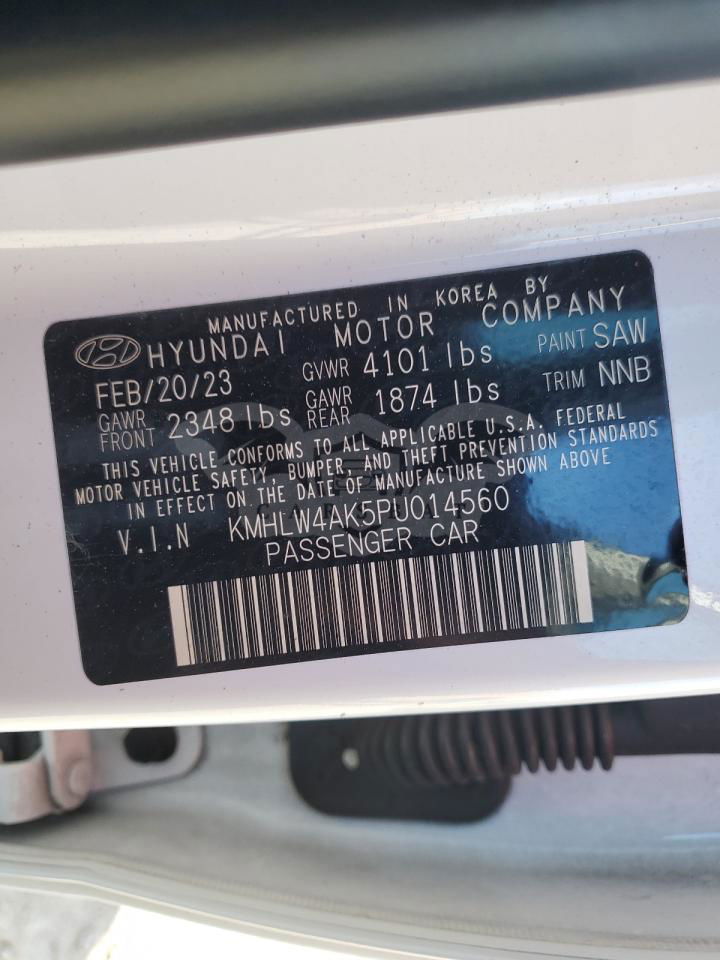 MANUFACTURED IN KOREA BY
HYUNDAI MOTOR COMPANY
FEB/20/23 GVWR 4101 lbs PAINT SAW
GAWR FRONT 2348 lbs GAWR REAR 1874 lbs TRIM NNB
THIS VEHICLE CONFORMS TO ALL APPLICABLE U.S.A. FEDERAL
MOTOR VEHICLE SAFETY, BUMPER, AND THEFT PREVENTION STANDARDS
IN EFFECT ON THE DATE OF MANUFACTURE SHOWN ABOVE
V.I.N KMHLW4AK5PU014560
PASSENGER CAR